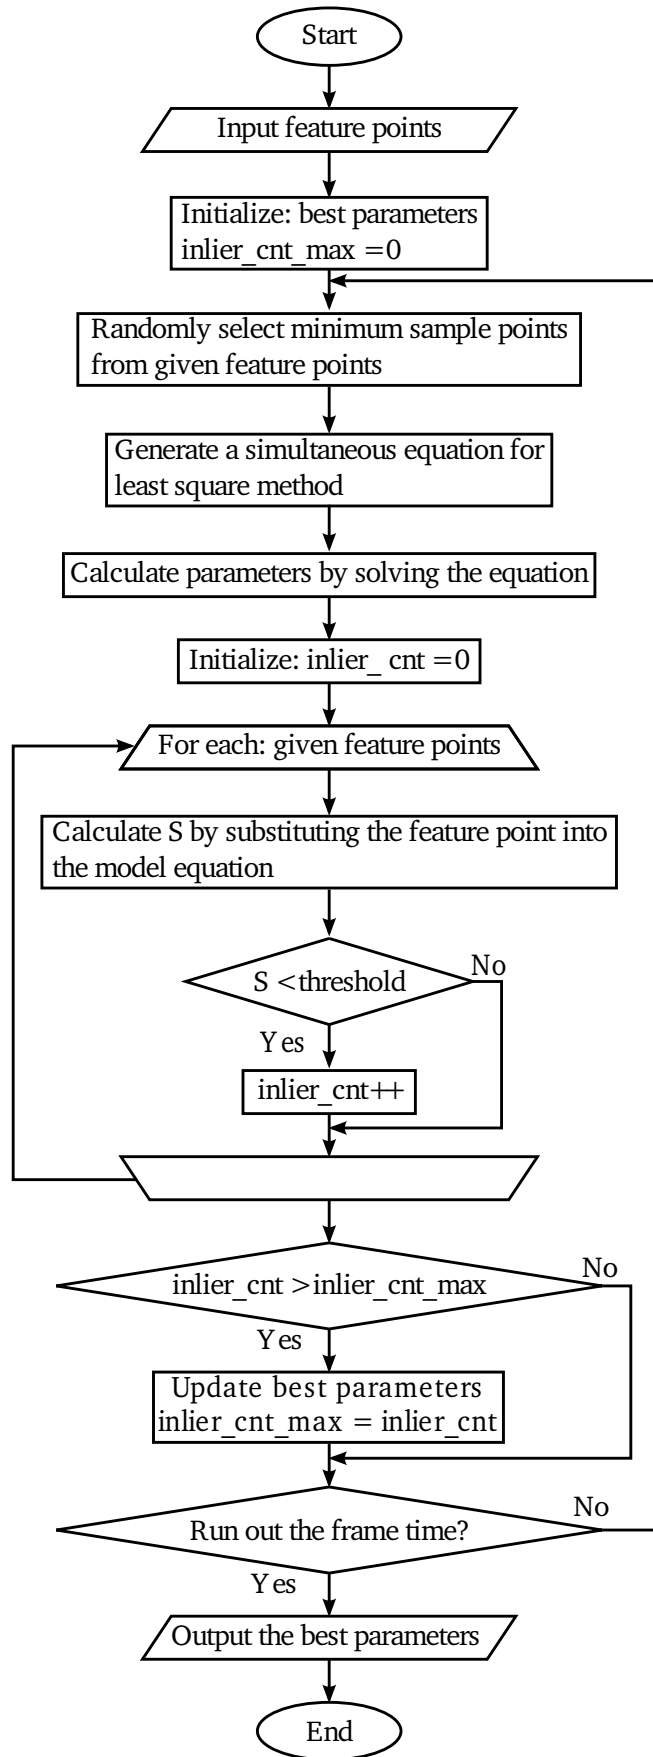 Start
Input feature points
Initialize: best parameters
inlier_cnt_max =0
Randomly select minimum sample points
from given feature points
Generate a simultaneous equation for
least square method
Calculate parameters by solving the equation
Initialize: inlier_ cnt =0
For each: given feature points
Calculate S by substituting the feature point into
the model equation
S <threshold
No
Yes
inlier_cnt++
inlier_cnt >inlier_cnt_max
No
Yes
Update best parameters
inlier_cnt_max = inlier_cnt
Run out the frame time?
No
Yes
Output the best parameters
End